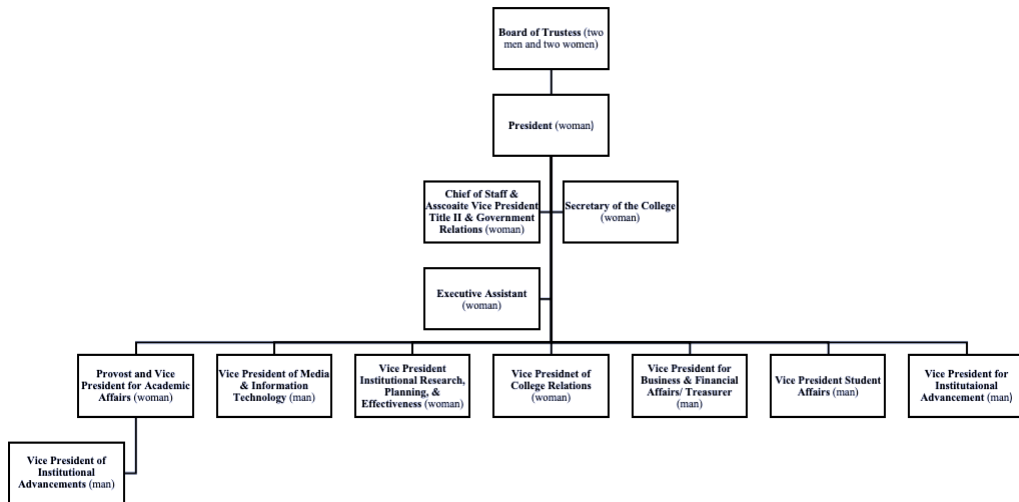 Board of Trustess (two
men and two women)
President (woman)
Chief of Staff &
Asscoaite Vice President
Title II & Government
Relations (woman)
Secretary of the College
(woman)
Executive Assistant
(woman)
Provost and Vice
President for Academic
Affairs (woman)
Vice President of Media
& Information
Technology (man)
Vice President
Institutional Research,
Planning, &
Effectiveness (woman)
Vice Presidnet of
College Relations
(woman)
Vice President for
Business & Financial
Affairs/ Treasurer
(man)
Vice President Student
Affairs (man)
Vice President for
Institutaional
Advancement (man)
Vice President of
Institutional
Advancements (man)